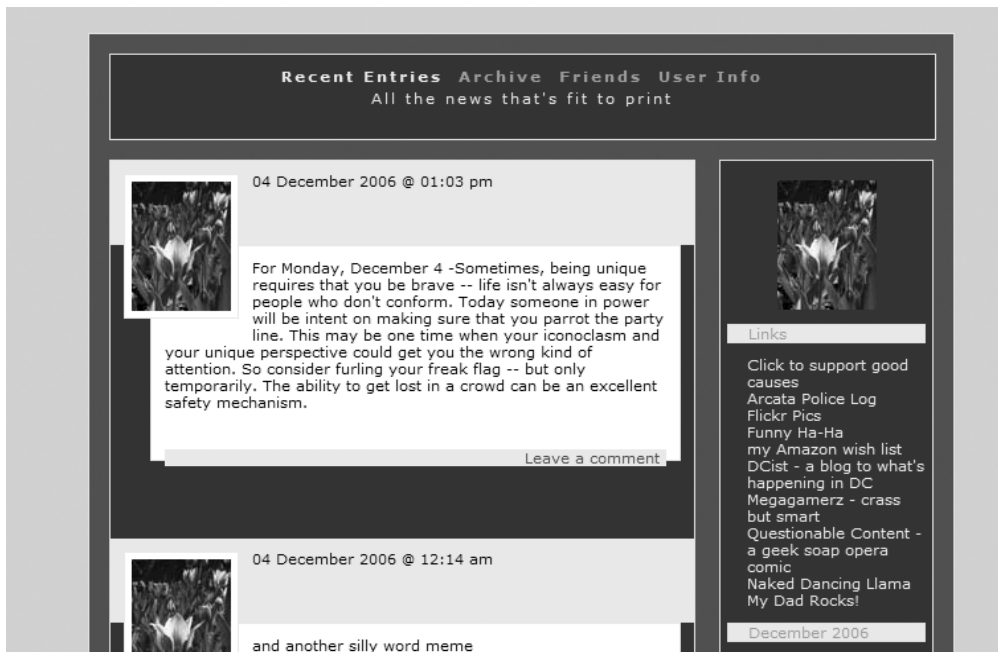 Recent Entries Archive Friends User Info
All the news that's fit to print
04 December 2006 @ 01:03 pm
For Monday, December 4 -Sometimes, being unique
requires that you be brave -- life isn't always easy for
people who don't conform. Today someone in power
will be intent on making sure that you parrot the party
line. This may be one time when your iconoclasm and
your unique perspective could get you the wrong kind of
attention. So consider furling your freak flag -- but only
temporarily. The ability to get lost in a crowd can be an excellent
safety mechanism.
Leave a comment
04 December 2006 @ 12:14 am
and another silly word meme
Links
Click to support good
causes
Arcata Police Log
Flickr Pics
Funny Ha-Ha
my Amazon wish list
DCist - a blog to what's
happening in DC
Megagamerz - crass
but smart
Questionable Content -
a geek soap opera
comic
Naked Dancing Llama
My Dad Rocks!
December 2006